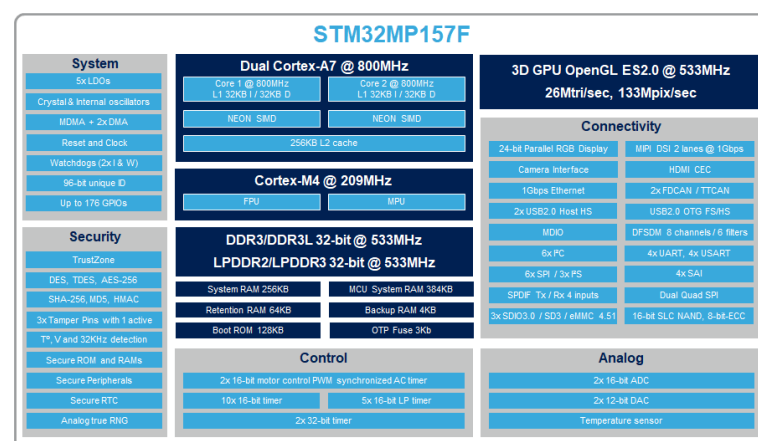 STM32MP157F
System
5x LDOs
Crystal & Internal oscillators
MDMA + 2x DMA
Reset and Clock
Watchdogs (2x I & W)
96-bit unique ID
Up to 176 GPIOs
Security
TrustZone
DES, TDES, AES-256
SHA-256, MD5, HMAC
3x Tamper Pins with 1 active
T°, V and 32KHz detection
Secure ROM and RAMs
Secure Peripherals
Secure RTC
Analog true RNG
Dual Cortex-A7 @ 800MHz
Core 1 @ 800MHz
L1 32KB I / 32KB D
Core 2 @ 800MHz
L1 32KB I / 32KB D
NEON SIMD
NEON SIMD
256KB L2 cache
Cortex-M4 @ 209MHz
FPU
MPU
DDR3/DDR3L 32-bit @ 533MHz
LPDDR2/LPDDR3 32-bit @ 533MHz
System RAM 256KB
MCU System RAM 384KB
Retention RAM 64KB
Backup RAM 4KB
Boot ROM 128KB
OTP Fuse 3Kb
Control
2x 16-bit motor control PWM synchronized AC timer
10x 16-bit timer
5x 16-bit LP timer
2x 32-bit timer
3D GPU OpenGL ES2.0 @ 533MHz
26Mtri/sec, 133Mpix/sec
Connectivity
24-bit Parallel RGB Display
MIPI DSI 2 lanes @ 1Gbps
Camera Interface
HDMI CEC
1Gbps Ethernet
2x FDCAN / TTCAN
2x USB2.0 Host HS
USB2.0 OTG FS/HS
MDIO
DFSDM 8 channels / 6 filters
6x I²C
4x UART, 4x USART
6x SPI / 3x I²S
4x SAI
SPDIF Tx / Rx 4 inputs
Dual Quad SPI
3x SDIO3.0 / SD3 / eMMC 4.51
16-bit SLC NAND, 8-bit-ECC
Analog
2x 16-bit ADC
2x 12-bit DAC
Temperature sensor